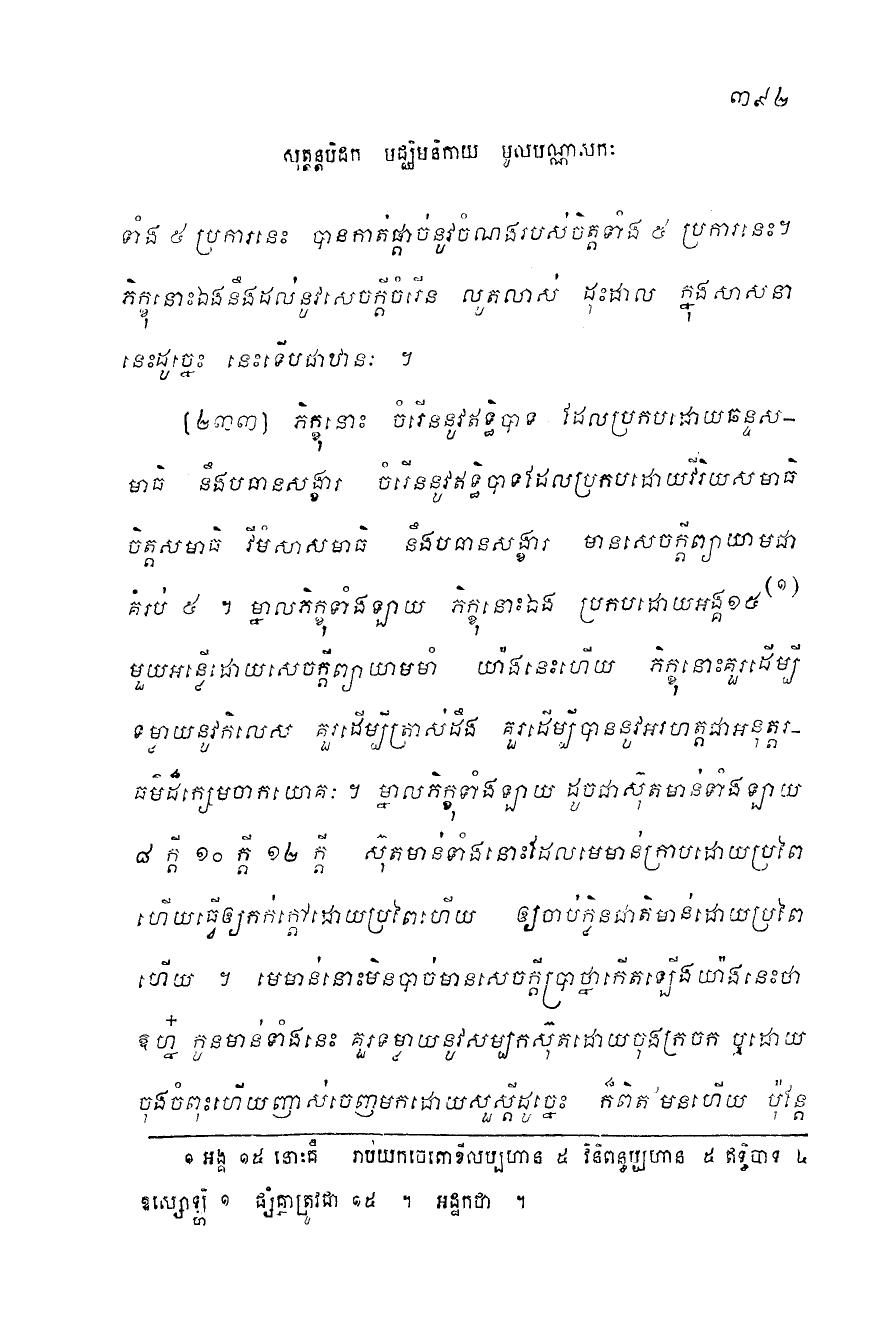 ៣៩២
សុត្តន្តបិដក មជ្ឈិមនិកាយ មូលបណ្ណាសកៈ
ទាំង ៥ ប្រការនេះ បានកាត់ផ្តាច់នូវចំណងរបស់ចិត្តទាំង ៥ ប្រការនេះ។
ភិក្ខុនោះឯងនឹងដល់នូវសេចក្តីចំរើន លូតលាស់ ដុះដាល ក្នុងសាសនា
នេះដូច្នេះ នេះទើបជាឋានៈ ។
[២៣៣] ភិក្ខុនោះ ចំរើននូវឥទ្ធិបាទ ដែលប្រកបដោយឆន្ទស-
មាធិ នឹងបធានសង្ខារ ចំរើននូវឥទ្ធិបាទដែលប្រកបដោយវីរិយសមាធិ
ចិត្តសមាធិ វីមំសាសមាធិ នឹងបធានសង្ខារ មានសេចក្តីព្យាយាមជា
គំរប់ ៥ ។ ម្នាលភិក្ខុទាំងឡាយ ភិក្ខុនោះឯង ប្រកបដោយអង្គ១៥(១)
មួយអន្លើដោយសេចក្តីព្យាយាមមាំ យ៉ាងនេះហើយ ភិក្ខុនោះគួរដើម្បី
ទម្លាយនូវកិលេស គួរដើម្បីត្រាស់ដឹង គួរដើម្បីបាននូវអរហត្តជាអនុត្តរ-
ធម៌ដ៏ក្សេមចាកយោគៈ ។ ម្នាលភិក្ខុទាំងឡាយ ដូចជាស៊ុតមាន់ទាំងឡាយ
៨ ក្តី ១០ ក្តី ១២ ក្តី ស៊ុតមាន់ទាំងនោះដែលមេមាន់ក្រាបដោយប្រពៃ
ហើយធ្វើឲ្យកក់ក្តៅដោយប្រពៃហើយ ឲ្យចាប់ក្លិនជាតិមាន់ដោយប្រពៃ
ហើយ ។ មេមាន់នោះមិនបាច់មានសេចក្តីប្រាថ្នាកើតឡើងយ៉ាងនេះថា
ឱហ្ន៎ កូនមាន់ទាំងនេះ គួរទម្លាយនូវសម្បកស៊ុតដោយចុងក្រចក ឬដោយ
ចុងចំពុះហើយញាស់ចេញមកដោយសួស្តីដូច្នេះ ក៏ពិតមែនហើយ ប៉ុន្តែ
១ អង្គ ១៥ នោះគឺ រាប់យកចេតោខីលប្បហាន ៥ វិនិពន្ធប្បហាន ៥ ឥទ្ធិបាទ ៤
ឧស្សោឡ្ហី ១ ផ្សំគ្នាត្រូវជា ១៥ ។ អដ្ឋកថា ។